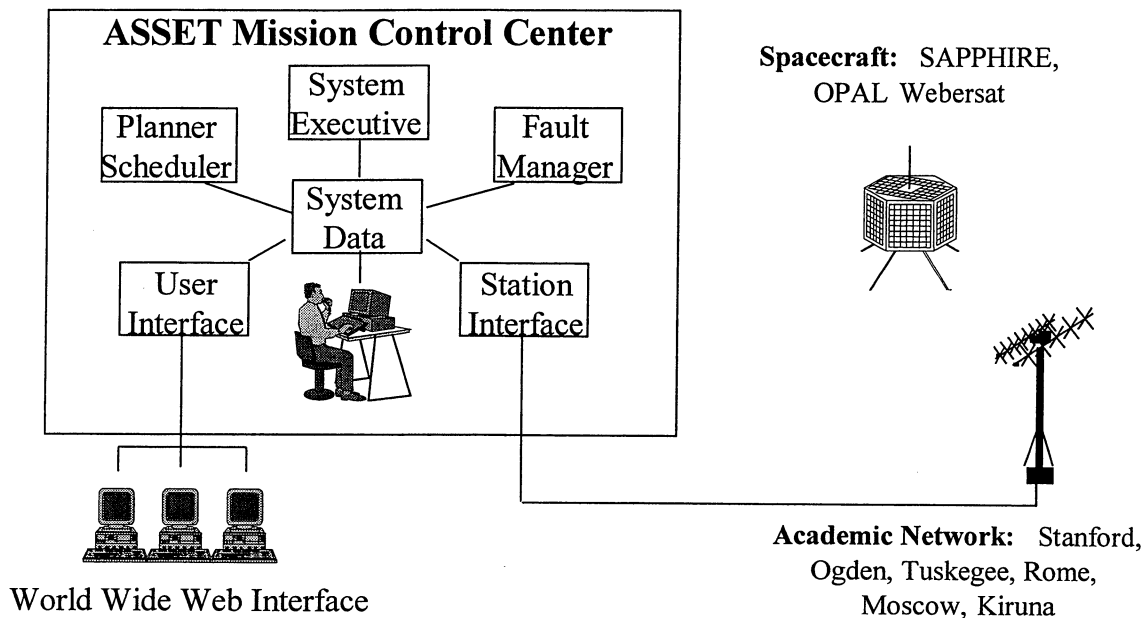 ASSET Mission Control Center
System
Executive
Planner
Scheduler
Fault
Manager
System
Data
User
Interface
Station
Interface
World Wide Web Interface
Spacecraft: SAPPHIRE,
OPAL Webersat
Academic Network: Stanford,
Ogden, Tuskegee, Rome,
Moscow, Kiruna